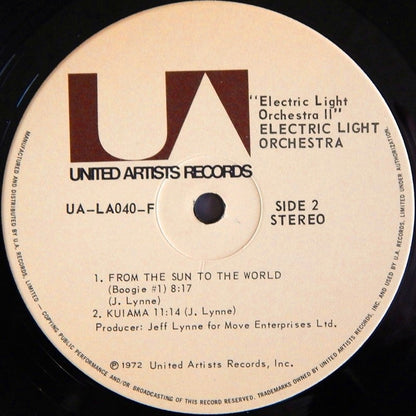 UA
"Electric Light
Orchestra II"
ELECTRIC LIGHT
ORCHESTRA
UNITED ARTISTS RECORDS
UA-LA040-F
SIDE 2
STEREO
1. FROM THE SUN TO THE WORLD
(Boogie #1) 8:17
(J. Lynne)
2. KUIAMA 11:14 (J. Lynne)
Producer: Jeff Lynne for Move Enterprises Ltd.
℗1972 United Artists Records, Inc.
MANUFACTURED AND DISTRIBUTED BY U.A. RECORDS, LIMITED — COPYING, PUBLIC PERFORMANCE AND/OR BROADCASTING OF THIS RECORD RESERVED. TRADEMARKS OWNED BY UNITED ARTISTS RECORDS, INC. AND USED BY U.A. RECORDS, LIMITED UNDER AUTHORIZATION.